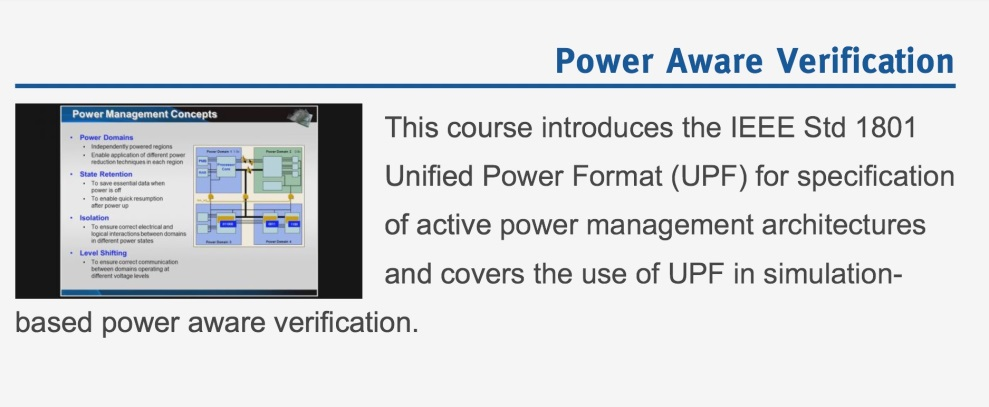 Power Aware Verification
Power Management Concepts
• Power Domains
• Independently powered regions
• Enable application of different power
reduction techniques in each region
• State Retention
• To save essential data when
power is off
• To enable quick resumption
after power up
• Isolation
• To ensure correct electrical and
logical interactions between domains
in different power states
• Level Shifting
• To ensure correct communication
between domains operating at
different voltage levels
This course introduces the IEEE Std 1801
Unified Power Format (UPF) for specification
of active power management architectures
and covers the use of UPF in simulation-
based power aware verification.